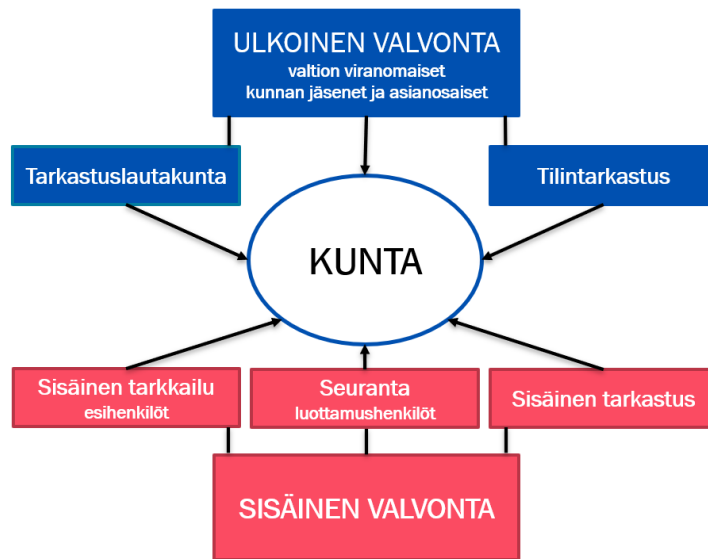 ULKOINEN VALVONTA
valtion viranomaiset
kunnan jäsenet ja asianosaiset
Tarkastuslautakunta
Tilintarkastus
KUNTA
Sisäinen tarkkailu
esihenkilöt
Seuranta
luottamushenkilöt
Sisäinen tarkastus
SISÄINEN VALVONTA